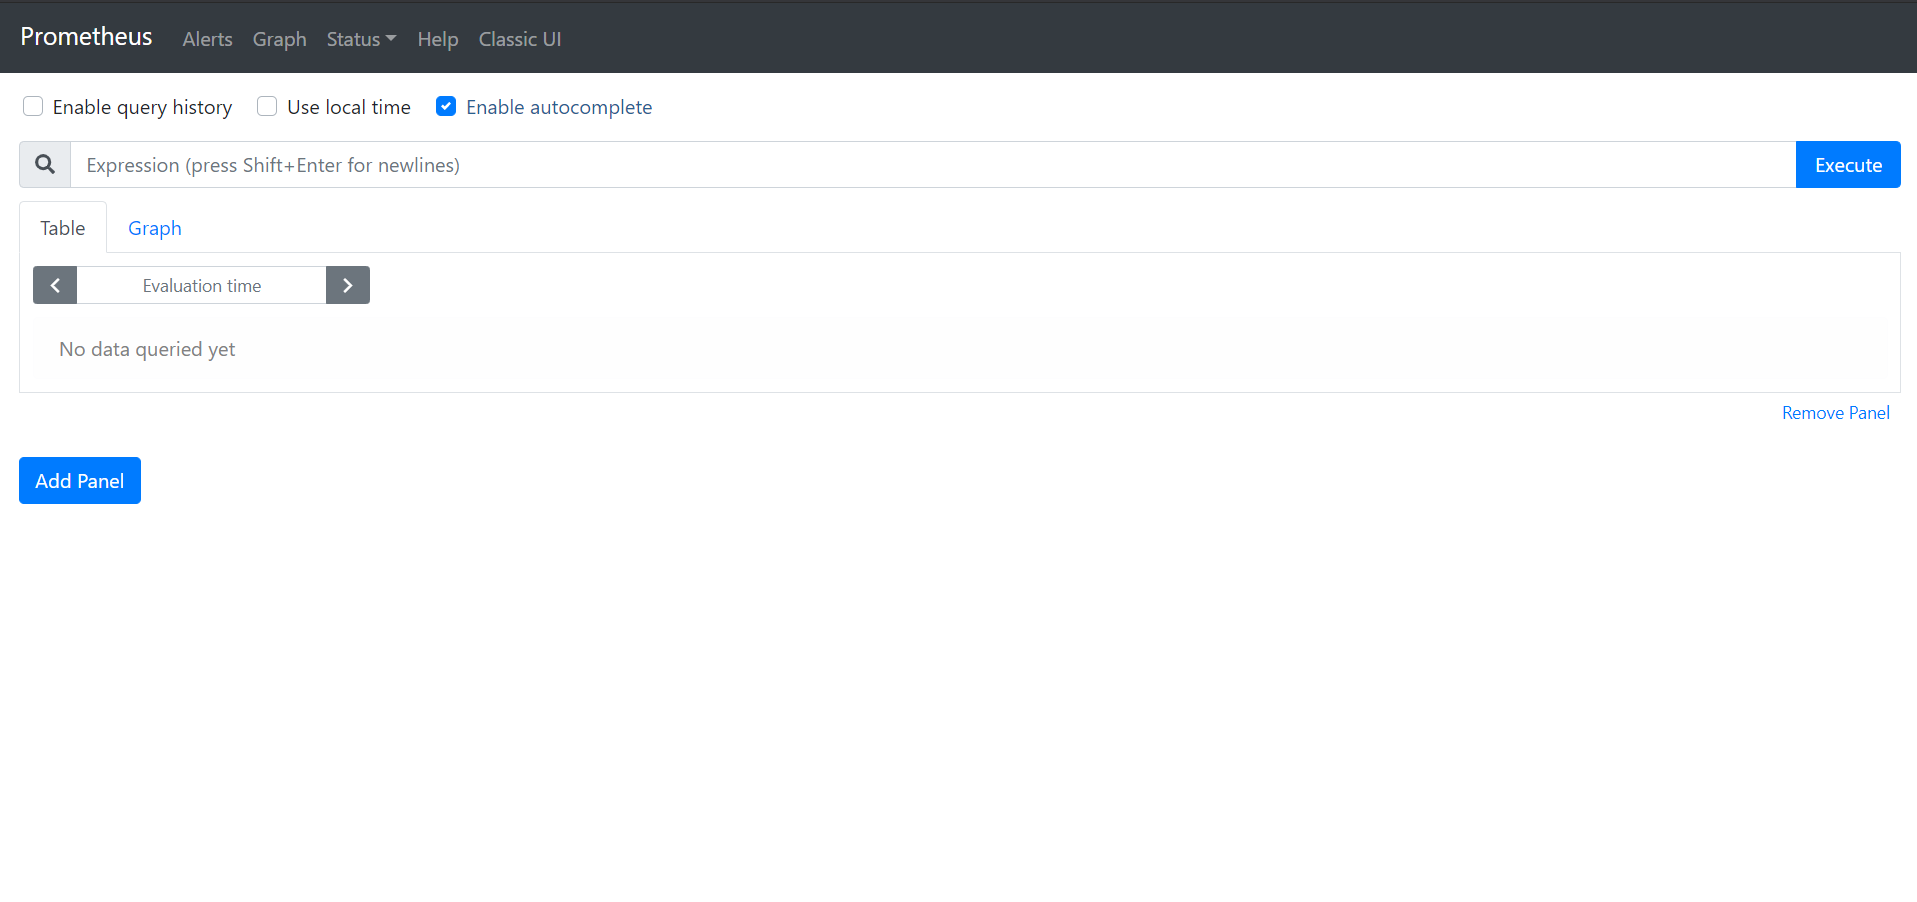 Prometheus Alerts Graph Status Help Classic UI
Enable query history Use local time Enable autocomplete
Expression (press Shift+Enter for newlines) Execute
Table Graph
Evaluation time
No data queried yet
Remove Panel
Add Panel